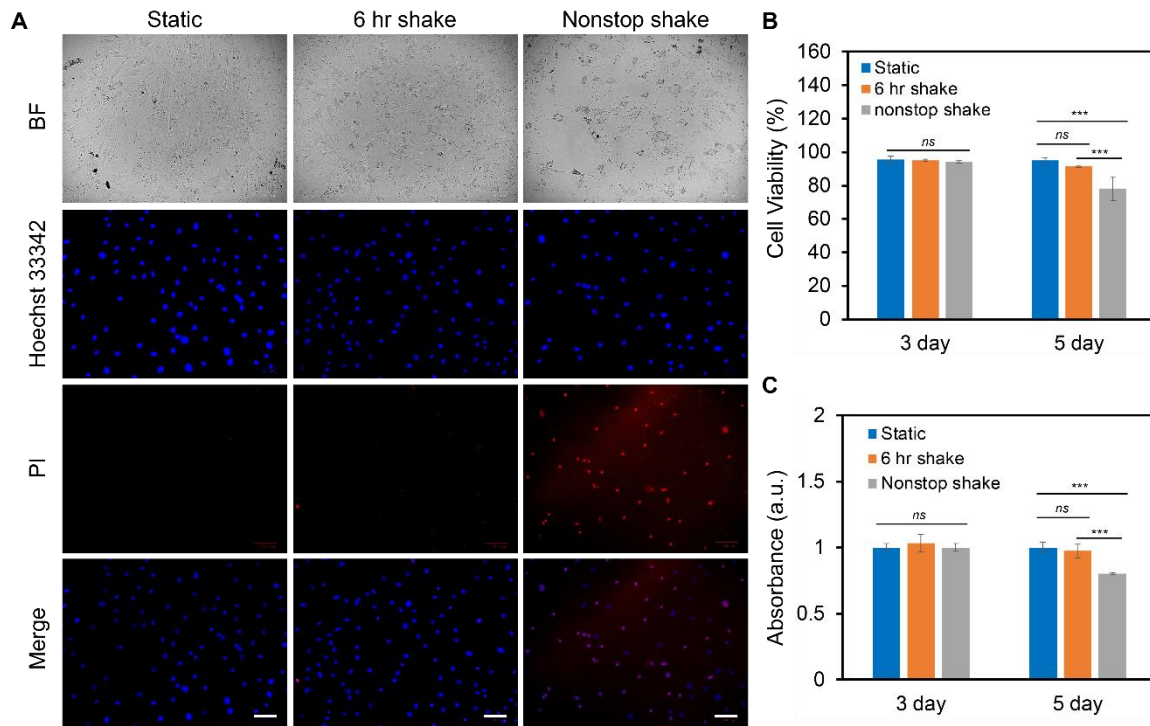 A
Static
6 hr shake
Nonstop shake
BF
Hoechst 33342
PI
Merge
B
160
140
120
100
80
60
40
20
0
Cell Viability (%)
Static
6 hr shake
nonstop shake
ns
***
ns
***
3 day
5 day
C
2
1.5
1
0.5
0
Absorbance (a.u.)
Static
6 hr shake
Nonstop shake
ns
***
ns
***
3 day
5 day